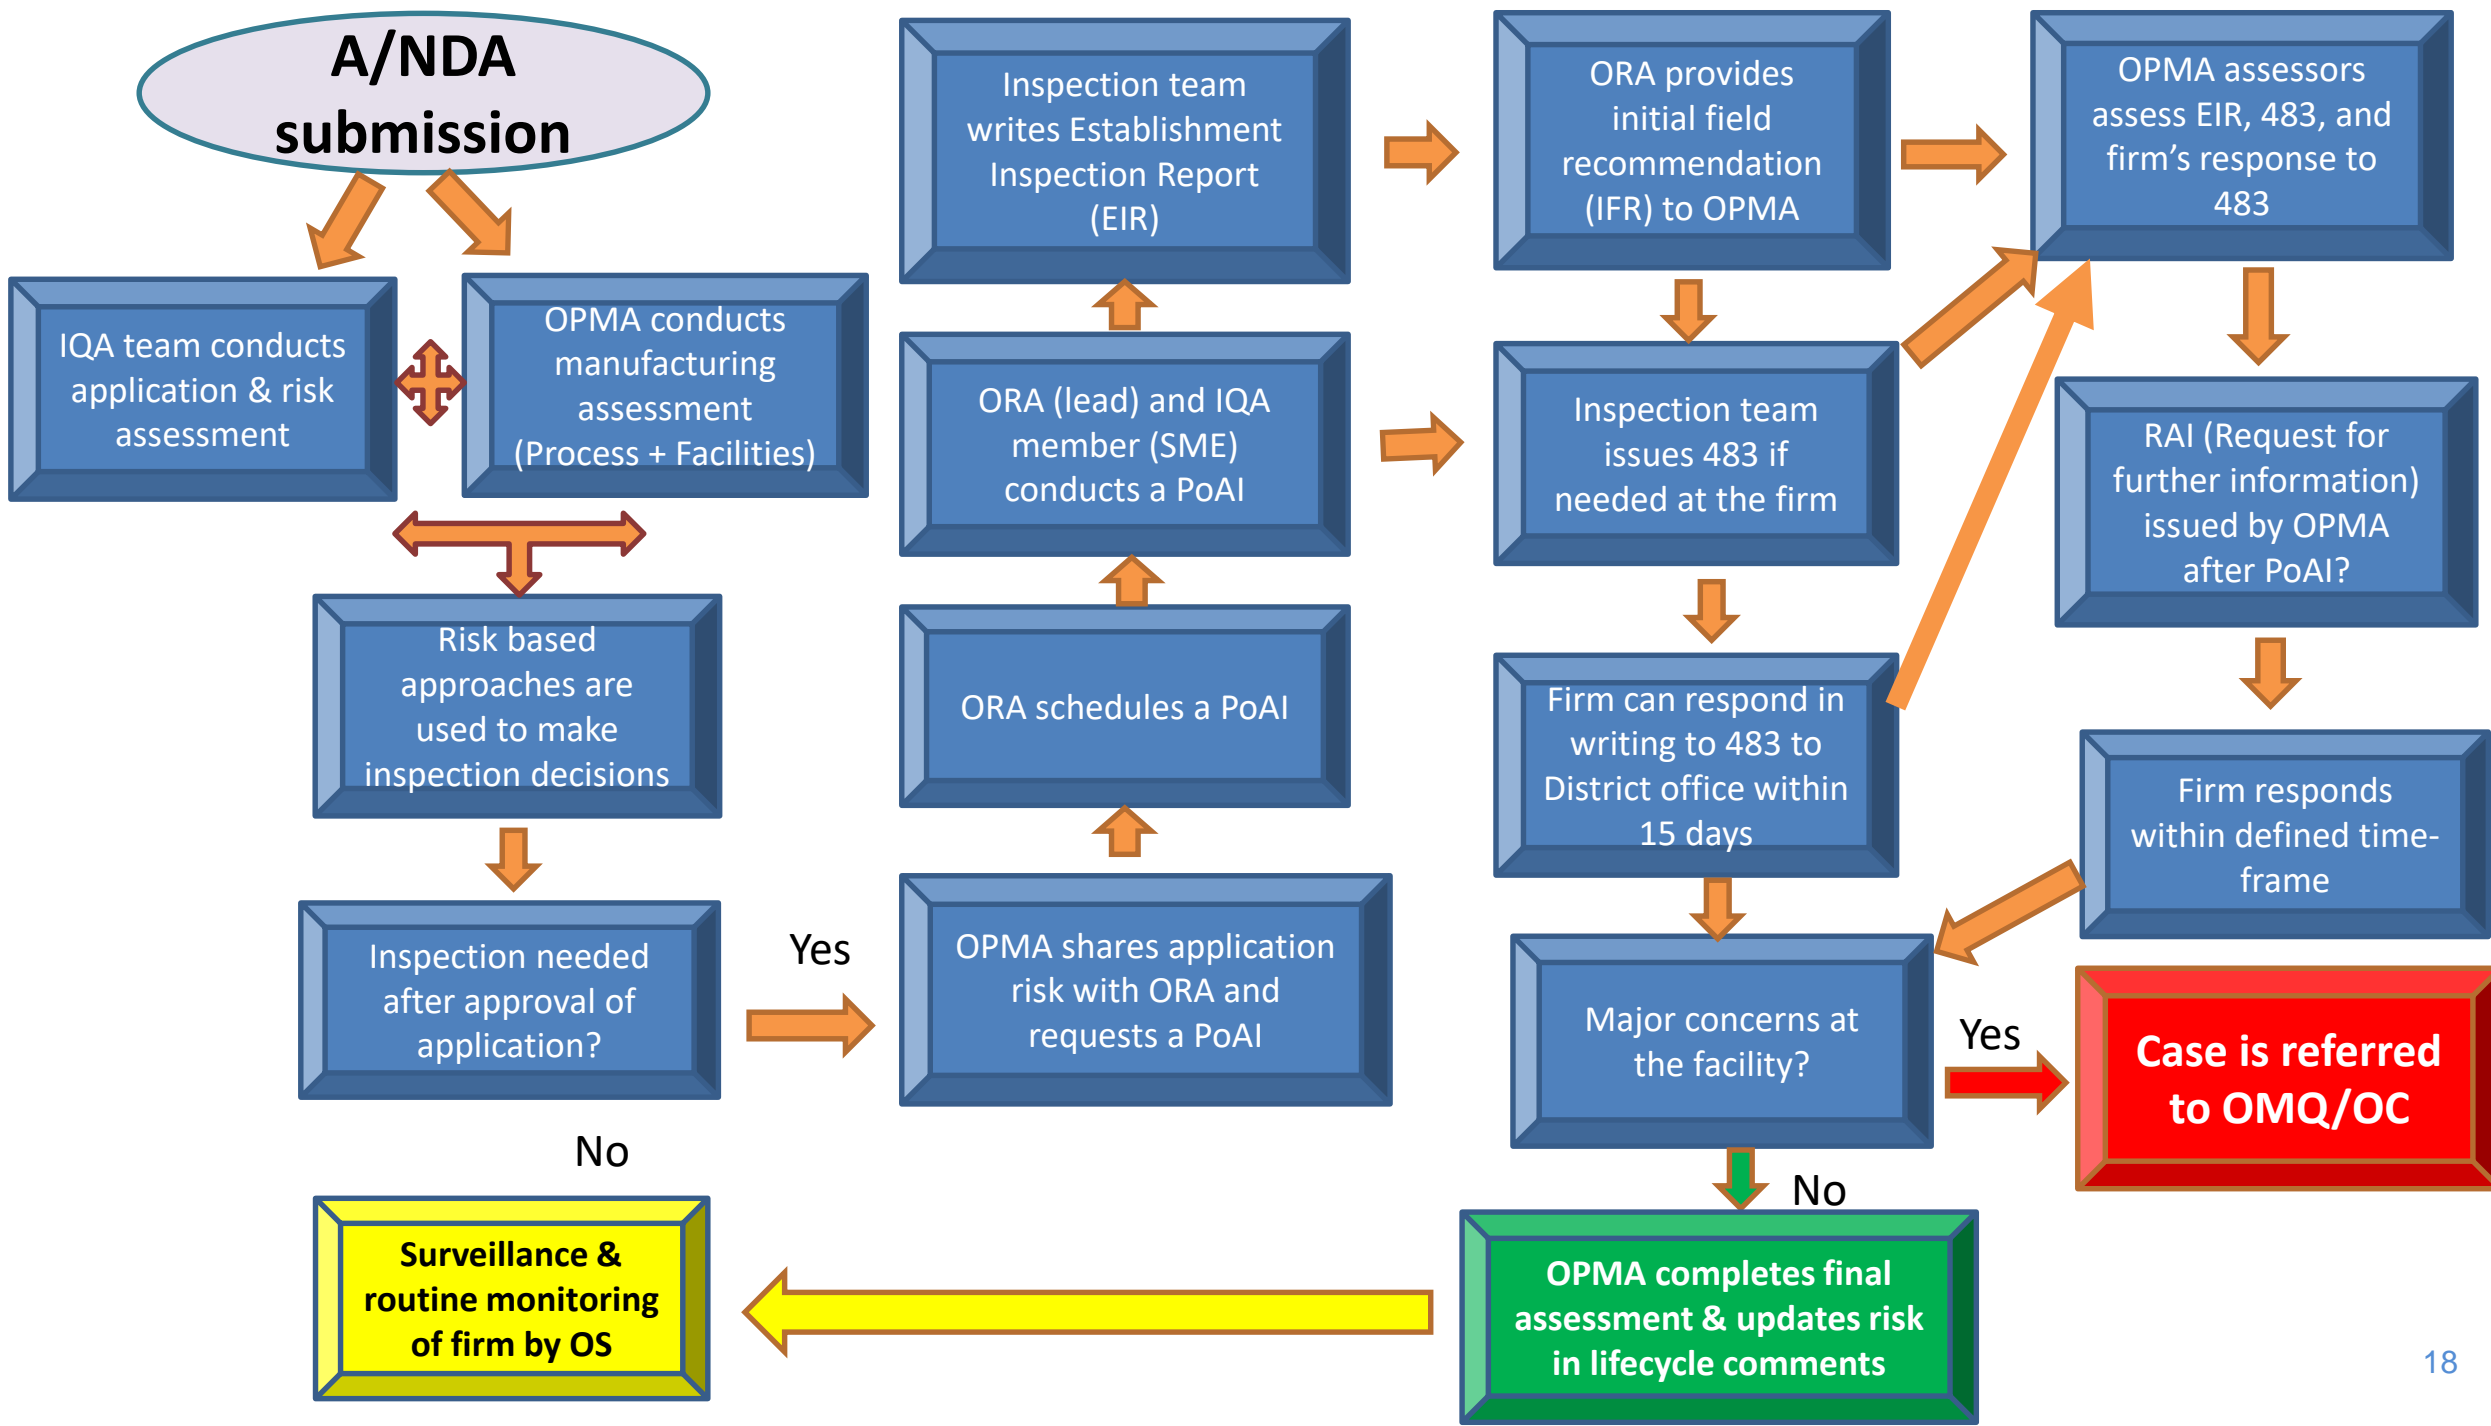 A/NDA
submission
IQA team conducts
application & risk
assessment
OPMA conducts
manufacturing
assessment
(Process + Facilities)
Risk based
approaches are
used to make
inspection decisions
Inspection needed
after approval of
application?
Yes
No
Surveillance &
routine monitoring
of firm by OS
OPMA shares application
risk with ORA and
requests a PoAI
ORA schedules a PoAI
ORA (lead) and IQA
member (SME)
conducts a PoAI
Inspection team
writes Establishment
Inspection Report
(EIR)
ORA provides
initial field
recommendation
(IFR) to OPMA
Inspection team
issues 483 if
needed at the firm
Firm can respond in
writing to 483 to
District office within
15 days
Major concerns at
the facility?
Yes
No
OPMA completes final
assessment & updates risk
in lifecycle comments
OPMA assessors
assess EIR, 483, and
firm’s response to
483
RAI (Request for
further information)
issued by OPMA
after PoAI?
Firm responds
within defined time-
frame
Case is referred
to OMQ/OC
18